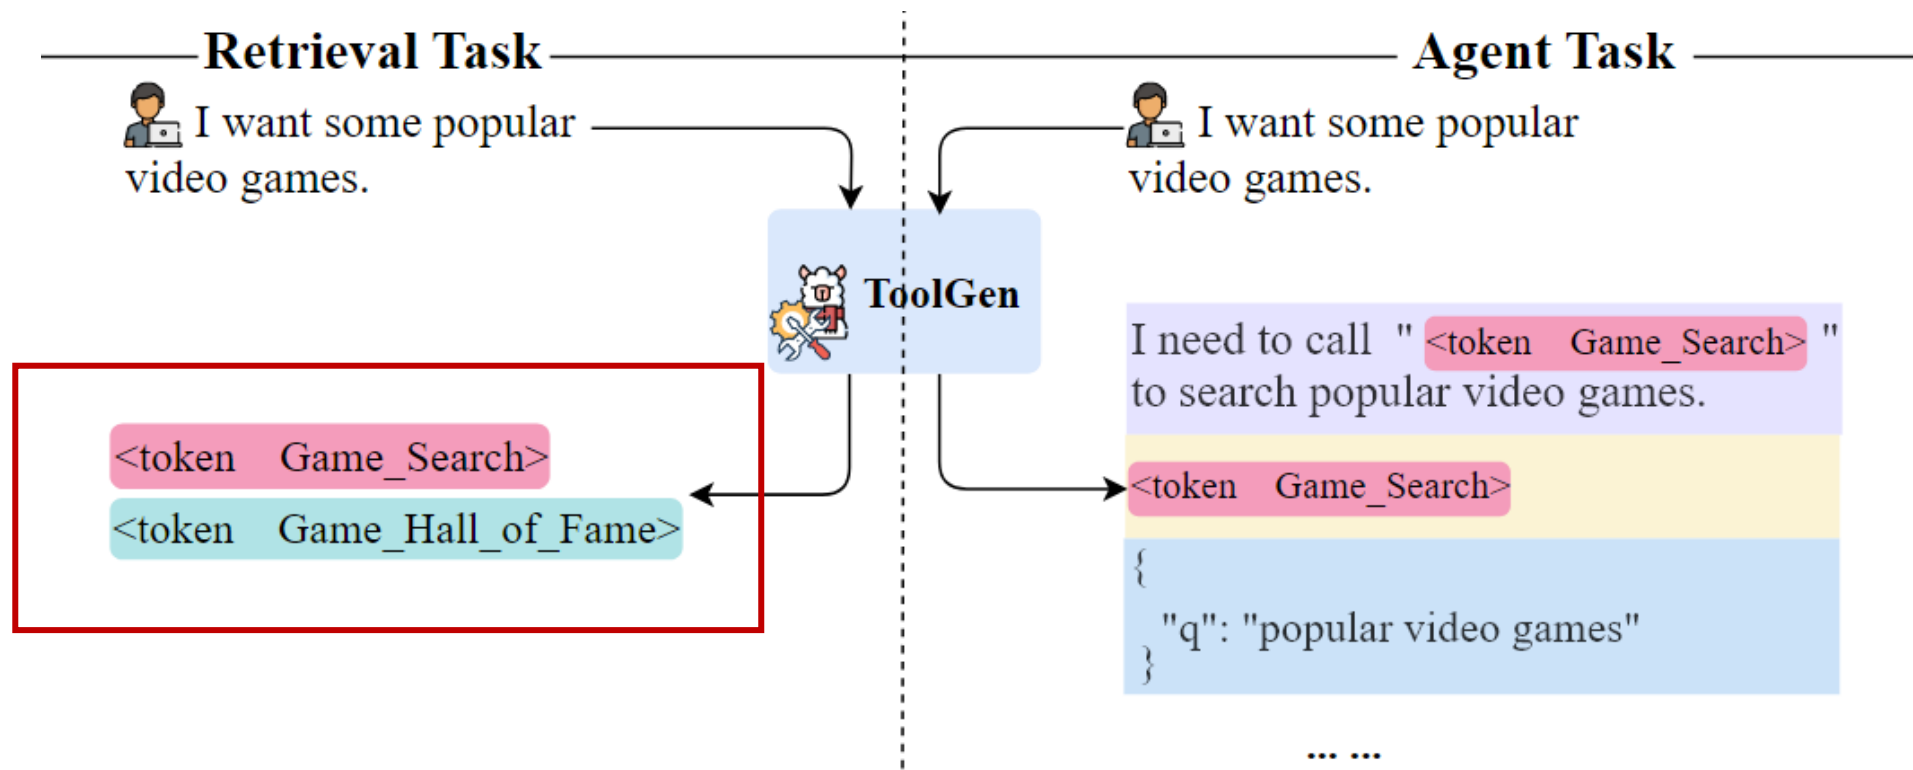 Retrieval Task
I want some popular
video games.
<token Game_Search>
<token Game_Hall_of_Fame>
ToolGen
Agent Task
I want some popular
video games.
I need to call " <token Game_Search> "
to search popular video games.
<token Game_Search>
{
"q": "popular video games"
}
... ...